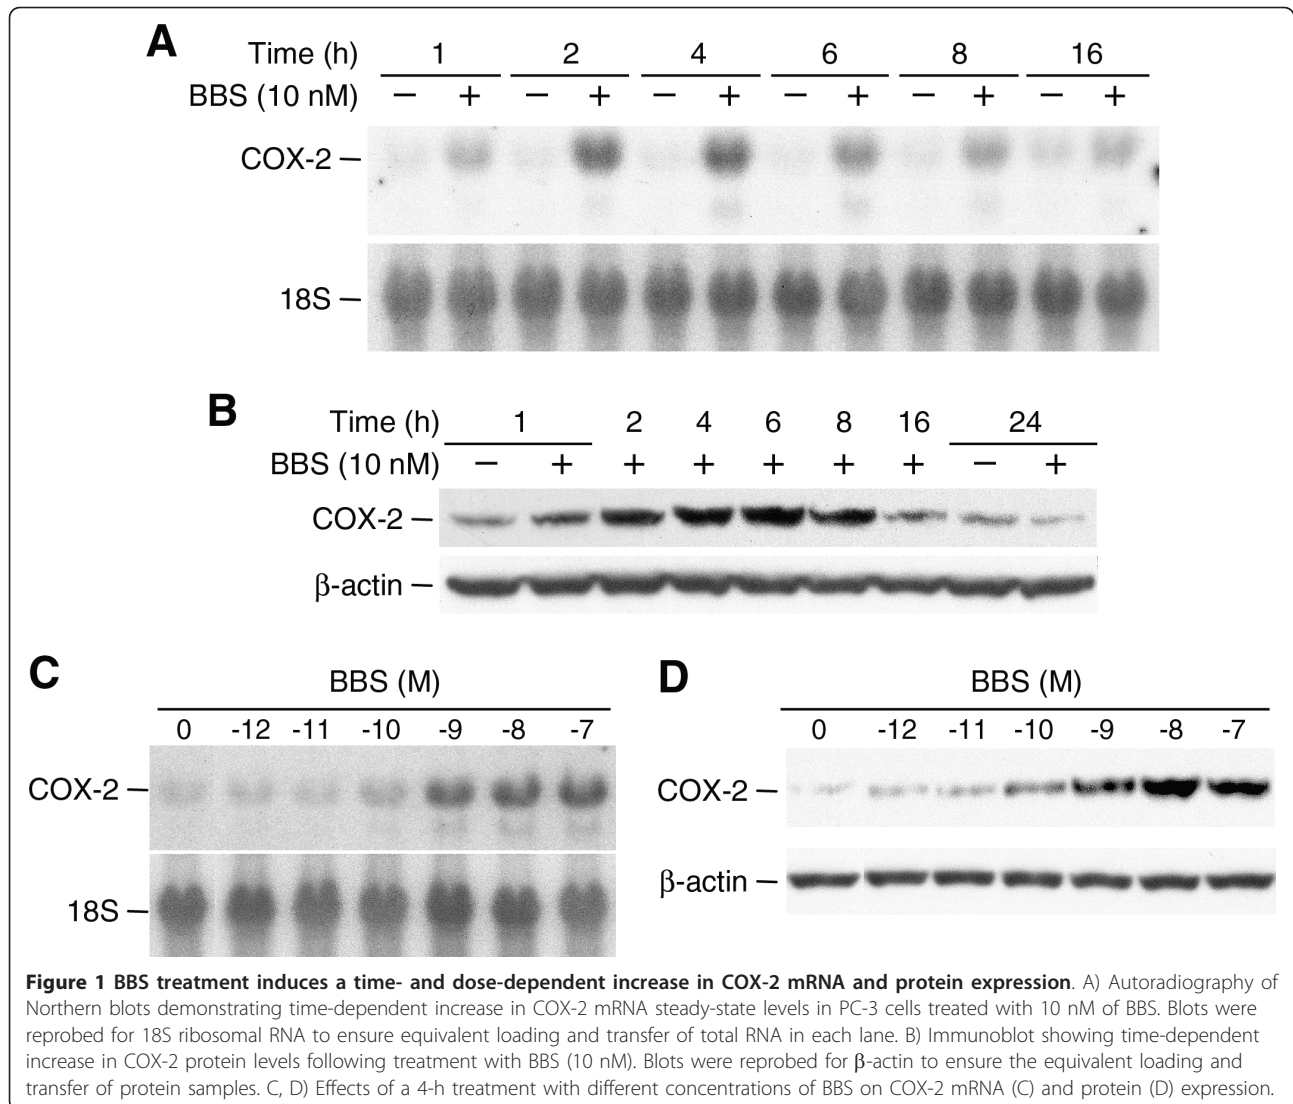 A
Time (h) 1 2 4 6 8 16
BBS (10 nM) − + − + − + − + − + − +
COX-2
18S
B
Time (h) 1 2 4 6 8 16 24
BBS (10 nM) − + + + + + + − +
COX-2
β-actin
C
BBS (M)
0 -12 -11 -10 -9 -8 -7
COX-2
18S
D
BBS (M)
0 -12 -11 -10 -9 -8 -7
COX-2
β-actin
Figure 1 BBS treatment induces a time- and dose-dependent increase in COX-2 mRNA and protein expression. A) Autoradiography of
Northern blots demonstrating time-dependent increase in COX-2 mRNA steady-state levels in PC-3 cells treated with 10 nM of BBS. Blots were
reprobed for 18S ribosomal RNA to ensure equivalent loading and transfer of total RNA in each lane. B) Immunoblot showing time-dependent
increase in COX-2 protein levels following treatment with BBS (10 nM). Blots were reprobed for β-actin to ensure the equivalent loading and
transfer of protein samples. C, D) Effects of a 4-h treatment with different concentrations of BBS on COX-2 mRNA (C) and protein (D) expression.